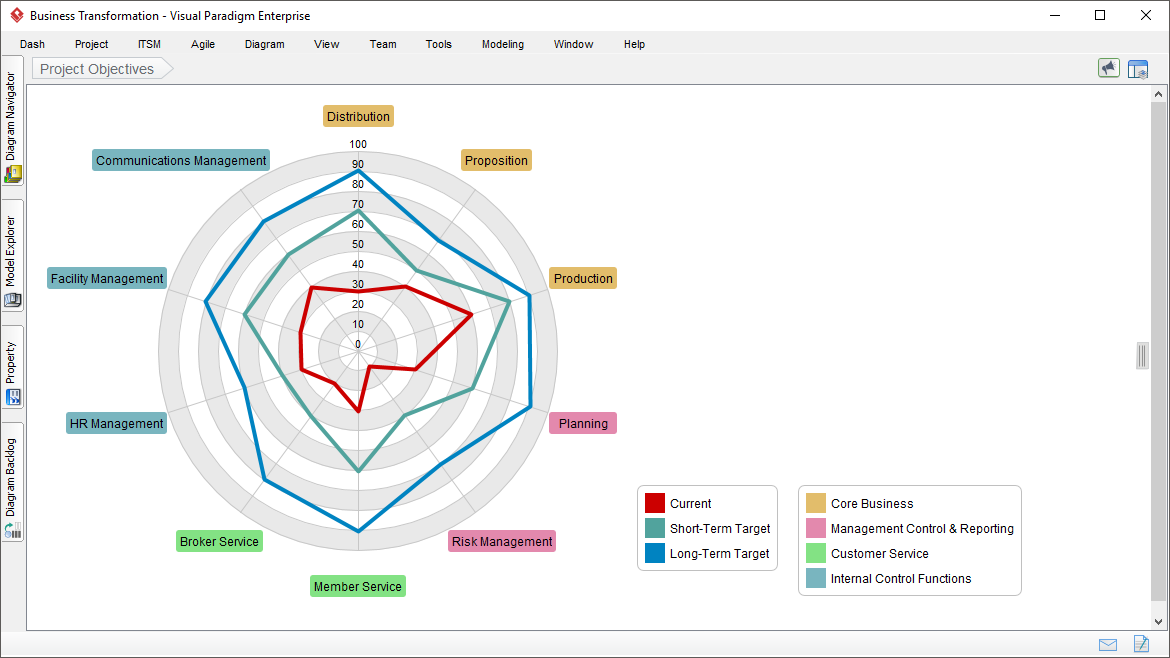 Business Transformation - Visual Paradigm Enterprise
Dash Project ITSM Agile Diagram View Team Tools Modeling Window Help
Project Objectives
Diagram Navigator
Model Explorer
Property
Diagram Backlog
Distribution
Communications Management
Proposition
Facility Management
Production
HR Management
Planning
Broker Service
Risk Management
Member Service
100
90
80
70
60
50
40
30
20
10
0
Current
Short-Term Target
Long-Term Target
Core Business
Management Control & Reporting
Customer Service
Internal Control Functions